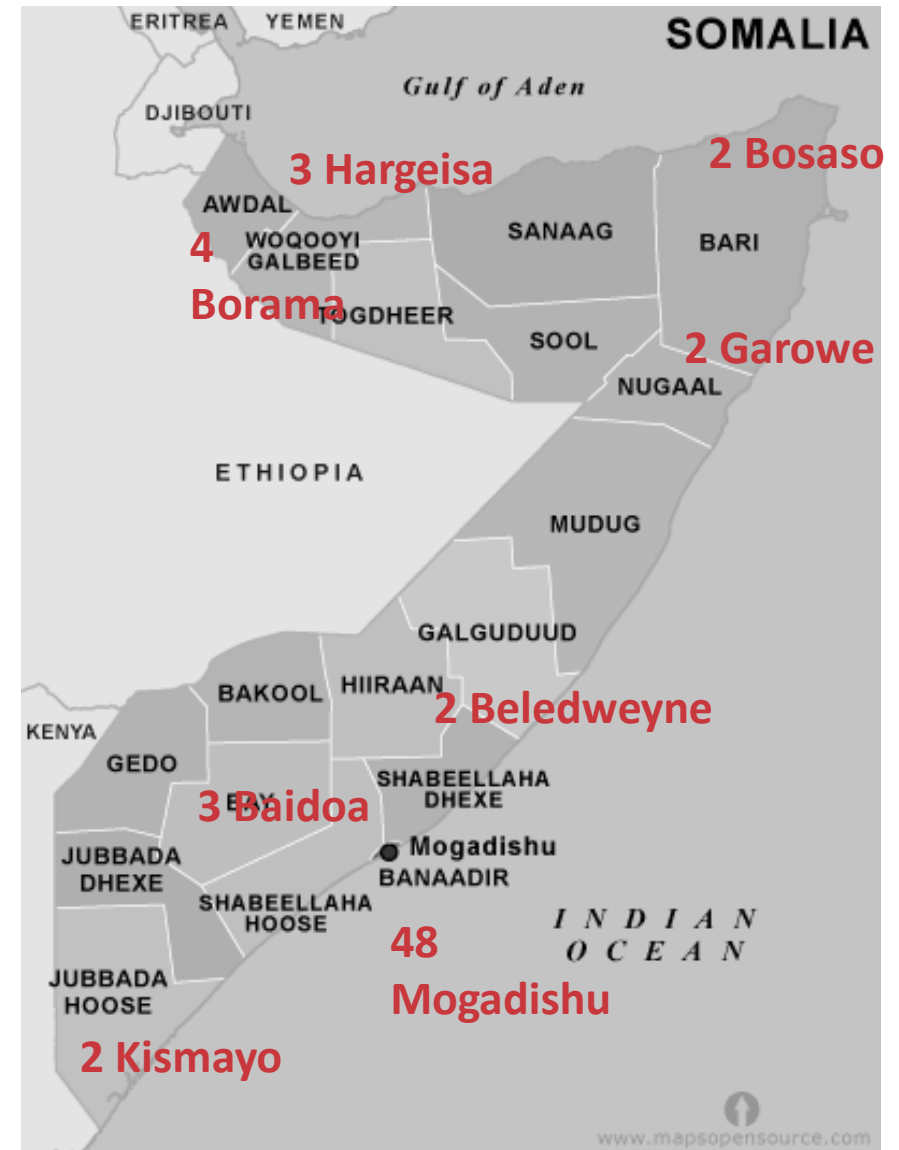 ERITREA YEMEN
SOMALIA
Gulf of Aden
DJIBOUTI
3 Hargeisa
2 Bosaso
AWDAL
WOQOOYI
GALBEED
SANAAG
BARI
4
Borama
TOGDHEER
SOOL
2 Garowe
NUGAAL
ETHIOPIA
MUDUG
GALGUDUUD
BAKOOL
HIIRAAN
2 Beledweyne
KENYA
GEDO
SHABEELLAHA
DHEXE
BAY
3 Baidoa
Mogadishu
BANAADIR
JUBBADA
DHEXE
SHABEELLAHA
HOOSE
INDIAN
OCEAN
48
Mogadishu
JUBBADA
HOOSE
2 Kismayo
www.mapsopensource.com